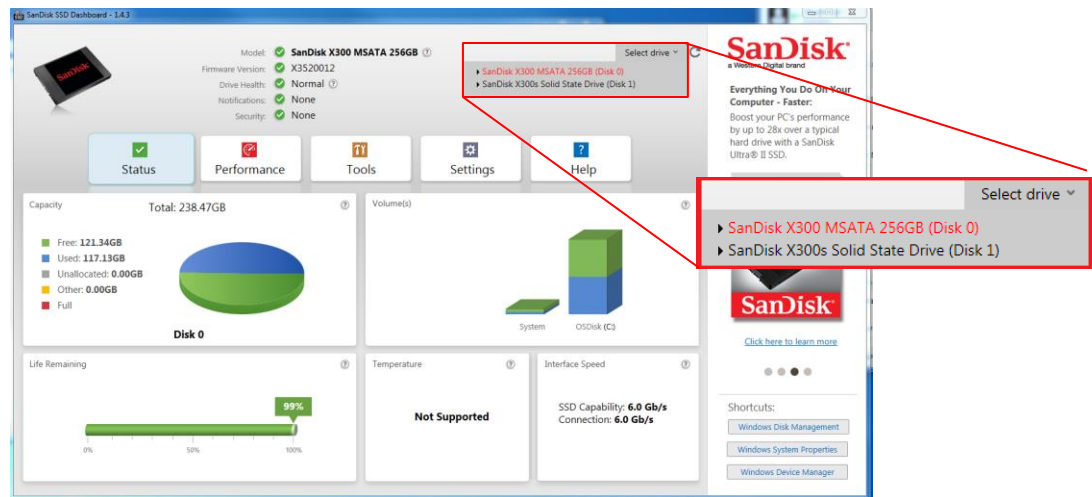 SanDisk SSD Dashboard - 1.4.3
Model: SanDisk X300 MSATA 256GB ?
Firmware Version: X3520012
Drive Health: Normal ?
Notifications: None
Security: None
Select drive
SanDisk X300 MSATA 256GB (Disk 0)
SanDisk X300s Solid State Drive (Disk 1)
SanDisk
Status
Performance
Tools
Settings
Help
Capacity
Total: 238.47GB
?
Free: 121.34GB
Used: 117.13GB
Unallocated: 0.00GB
Other: 0.00GB
Full
Disk 0
Volume(s)
?
System
OSDisk (C:)
Life Remaining
?
99%
0%
50%
100%
Temperature
?
Not Supported
Interface Speed
?
SSD Capability: 6.0 Gb/s
Connection: 6.0 Gb/s
SanDisk
a Western Digital brand
Everything You Do On Your
Computer - Faster:
Boost your PC's performance
by up to 28x over a typical
hard drive with a SanDisk
Ultra® II SSD.
Select drive
SanDisk X300 MSATA 256GB (Disk 0)
SanDisk X300s Solid State Drive (Disk 1)
SanDisk
Click here to learn more
Shortcuts:
Windows Disk Management
Windows System Properties
Windows Device Manager